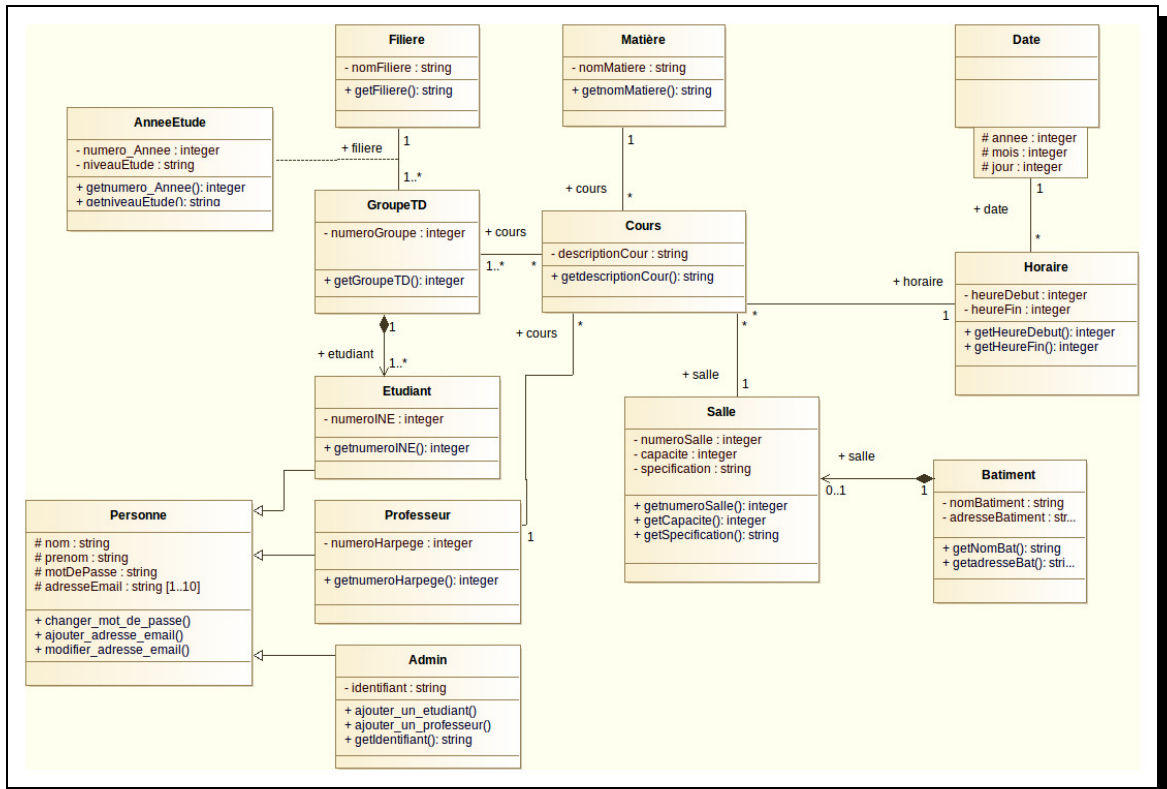 Filiere
- nomFiliere : string
+ getFiliere(): string
Matière
- nomMatiere : string
+ getnomMatiere(): string
Date
# annee : integer
# mois : integer
# jour : integer
AnneeEtude
- numero_Annee : integer
- niveauEtude : string
+ getnumero_Annee(): integer
+ getniveauEtude(): string
1
+ filiere
1..*
1
+ cours
*
1
+ date
*
GroupeTD
- numeroGroupe : integer
+ getGroupeTD(): integer
+ cours
1..*
*
Cours
- descriptionCour : string
+ getdescriptionCour(): string
+ horaire
*
1
Horaire
- heureDebut : integer
- heureFin : integer
+ getHeureDebut(): integer
+ getHeureFin(): integer
1
+ etudiant
1..*
+ cours
*
*
+ salle
1
Etudiant
- numeroINE : integer
+ getnumeroINE(): integer
Salle
- numeroSalle : integer
- capacite : integer
- specification : string
+ getnumeroSalle(): integer
+ getCapacite(): integer
+ getSpecification(): string
+ salle
0..1
1
Batiment
- nomBatiment : string
- adresseBatiment : str...
+ getNomBat(): string
+ getadresseBat(): stri...
Personne
# nom : string
# prenom : string
# motDePasse : string
# adresseEmail : string [1..10]
+ changer_mot_de_passe()
+ ajouter_adresse_email()
+ modifier_adresse_email()
Professeur
- numeroHarpege : integer
+ getnumeroHarpege(): integer
1
Admin
- identifiant : string
+ ajouter_un_etudiant()
+ ajouter_un_professeur()
+ getIdentifiant(): string